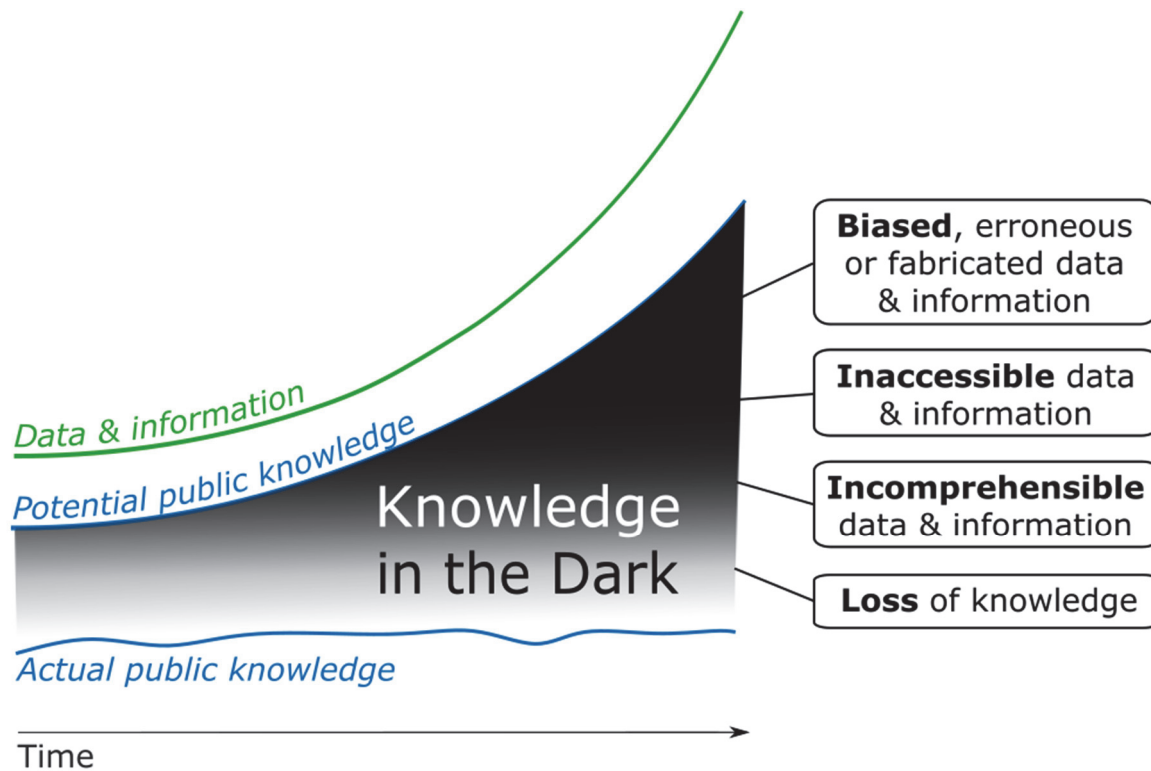 Data & information
Potential public knowledge
Knowledge
in the Dark
Actual public knowledge
Time
Biased, erroneous
or fabricated data
& information
Inaccessible data
& information
Incomprehensible
data & information
Loss of knowledge